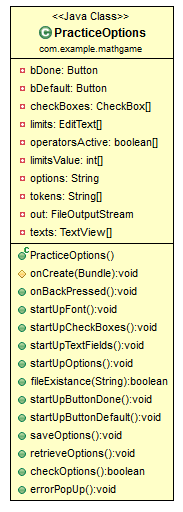 <<Java Class>>
C PracticeOptions
com.example.mathgame
bDone: Button
bDefault: Button
checkBoxes: CheckBox[]
limits: EditText[]
operatorsActive: boolean[]
limitsValue: int[]
options: String
tokens: String[]
out: FileOutputStream
texts: TextView[]
C PracticeOptions()
onCreate(Bundle):void
onBackPressed():void
startUpFont():void
startUpCheckBoxes():void
startUpTextFields():void
startUpOptions():void
fileExistance(String):boolean
startUpButtonDone():void
startUpButtonDefault():void
saveOptions():void
retrieveOptions():void
checkOptions():boolean
errorPopUp():void